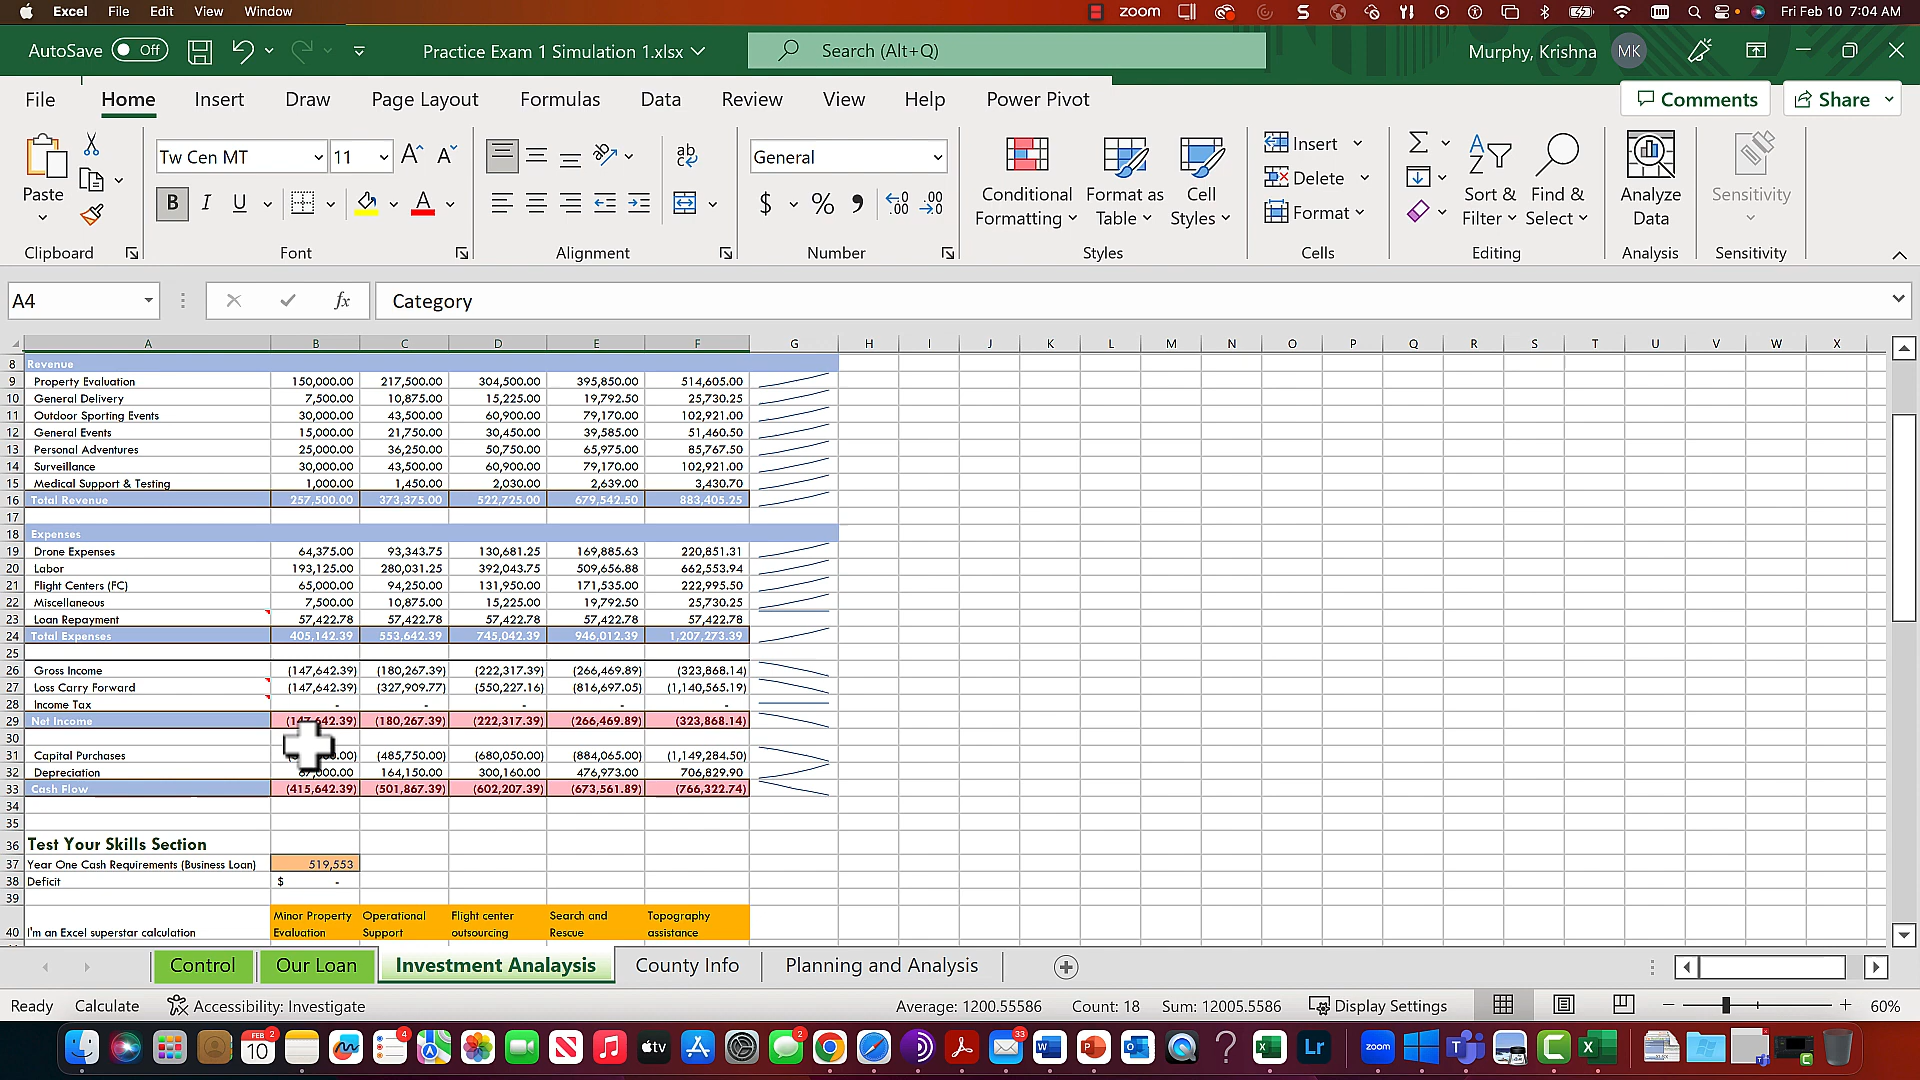 Excel File Edit View Window zoom Fri Feb 10 7:04 AM
AutoSave Off Practice Exam 1 Simulation 1.xlsx Search (Alt+Q) Murphy, Krishna MK
File Home Insert Draw Page Layout Formulas Data Review View Help Power Pivot Comments Share
Paste Tw Cen MT 11 General Conditional Formatting Format as Table Cell Styles Insert Delete Format Sort & Filter Find & Select Analyze Data Sensitivity
Clipboard Font Alignment Number Styles Cells Editing Analysis Sensitivity
A4 fx Category
A B C D E F G H I J K L M N O P Q R S T U V W X
8 Revenue
9 Property Evaluation 150,000.00 217,500.00 304,500.00 395,850.00 514,605.00
10 General Delivery 7,500.00 10,875.00 15,225.00 19,792.50 25,730.25
11 Outdoor Sporting Events 30,000.00 43,500.00 60,900.00 79,170.00 102,921.00
12 General Events 15,000.00 21,750.00 30,450.00 39,585.00 51,460.50
13 Personal Adventures 25,000.00 36,250.00 50,750.00 65,975.00 85,767.50
14 Surveillance 30,000.00 43,500.00 60,900.00 79,170.00 102,921.00
15 Medical Support & Testing 1,000.00 1,450.00 2,030.00 2,639.00 3,430.70
16 Total Revenue 257,500.00 373,375.00 522,725.00 679,542.50 883,405.25
17
18 Expenses
19 Drone Expenses 64,375.00 93,343.75 130,681.25 169,885.63 220,851.31
20 Labor 193,125.00 280,031.25 392,043.75 509,656.88 662,553.94
21 Flight Centers (FC) 65,000.00 94,250.00 131,950.00 171,535.00 222,995.50
22 Miscellaneous 7,500.00 10,875.00 15,225.00 19,792.50 25,730.25
23 Loan Repayment 57,422.78 57,422.78 57,422.78 57,422.78 57,422.78
24 Total Expenses 405,142.39 553,642.39 745,042.39 946,012.39 1,207,273.39
25
26 Gross Income (147,642.39) (180,267.39) (222,317.39) (266,469.89) (323,868.14)
27 Loss Carry Forward (147,642.39) (327,909.77) (550,227.16) (816,697.05) (1,140,565.19)
28 Income Tax - - - - -
29 Net Income (147,642.39) (180,267.39) (222,317.39) (266,469.89) (323,868.14)
30
31 Capital Purchases (485,750.00) (680,050.00) (884,065.00) (1,149,284.50)
32 Depreciation 164,150.00 300,160.00 476,973.00 706,829.90
33 Cash Flow (415,642.39) (501,867.39) (602,207.39) (673,561.89) (766,322.74)
34
35
36 Test Your Skills Section
37 Year One Cash Requirements (Business Loan) 519,553
38 Deficit $ -
39
Minor Property Operational Flight center Search and Topography
40 I'm an Excel superstar calculation Evaluation Support outsourcing Rescue assistance
Control Our Loan Investment Analaysis County Info Planning and Analysis
Ready Calculate Accessibility: Investigate Average: 1200.55586 Count: 18 Sum: 12005.5586 Display Settings 60%
FEB 10 2 4 tv 2 33 zoom Lr